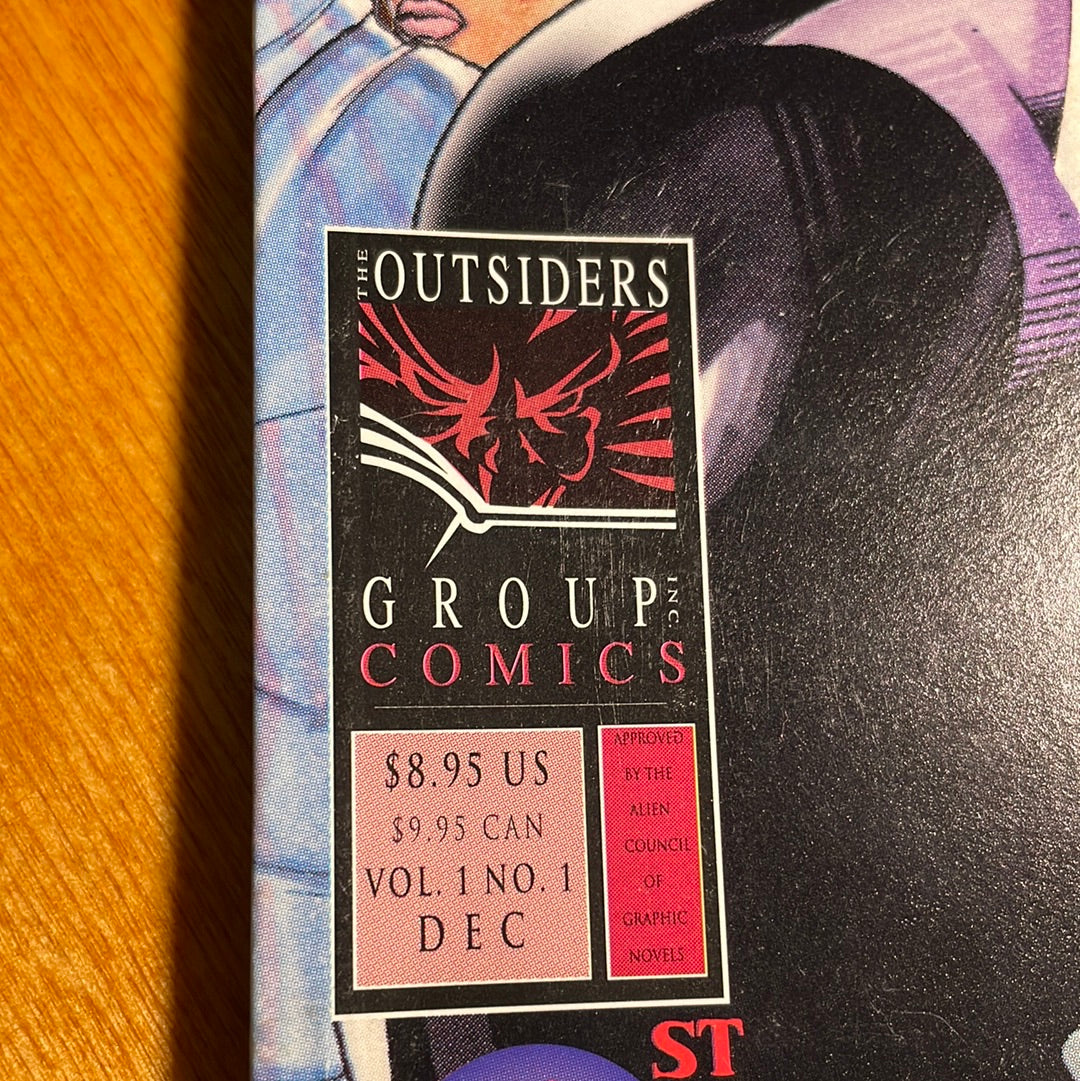 THE OUTSIDERS
GROUP INC
COMICS
$8.95 US
$9.95 CAN
VOL. 1 NO. 1
DEC
APPROVED
BY THE
ALIEN
COUNCIL
OF
GRAPHIC
NOVELS
ST